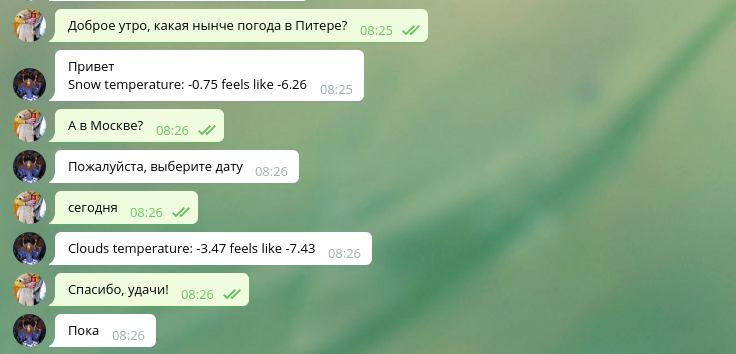 Доброе утро, какая нынче погода в Питере? 08:25
Привет
Snow temperature: -0.75 feels like -6.26 08:25
А в Москве? 08:26
Пожалуйста, выберите дату 08:26
сегодня 08:26
Clouds temperature: -3.47 feels like -7.43 08:26
Спасибо, удачи! 08:26
Пока 08:26